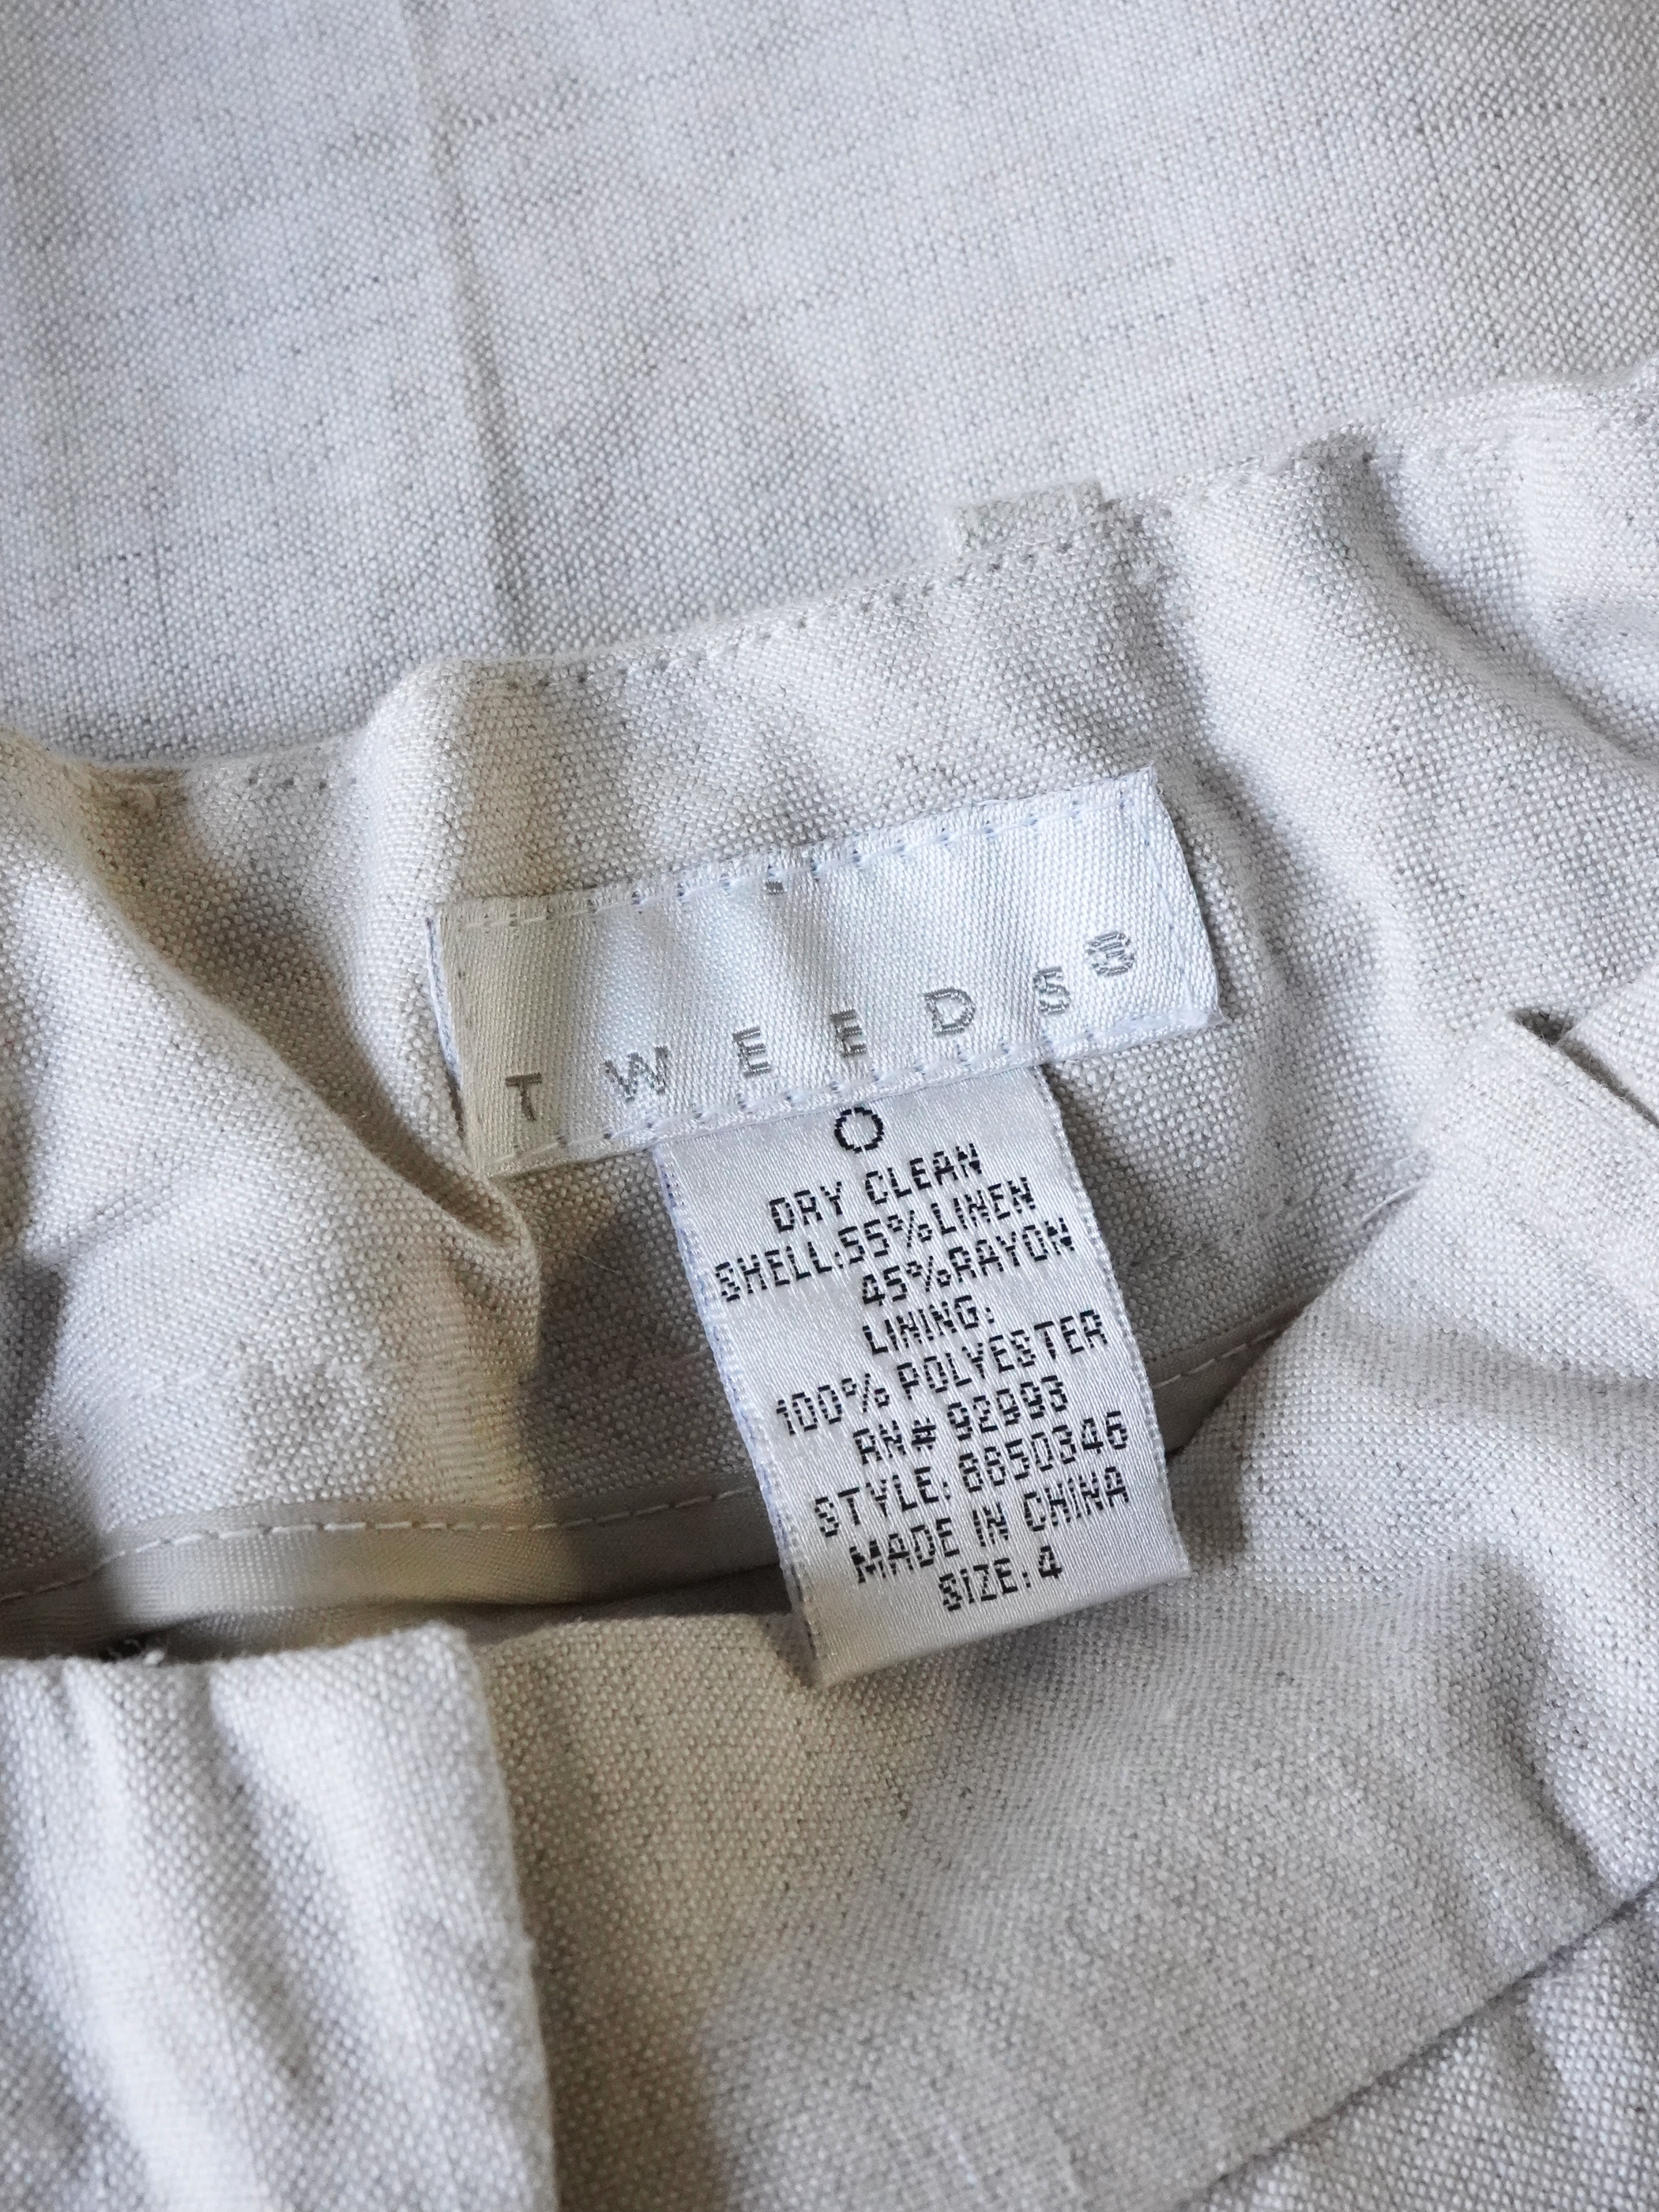 TWEEDS ®
DRY CLEAN
SHELL:55%LINEN
45%RAYON
LINING:
100% POLYESTER
RN# 92993
STYLE: 8650346
MADE IN CHINA
SIZE: 4